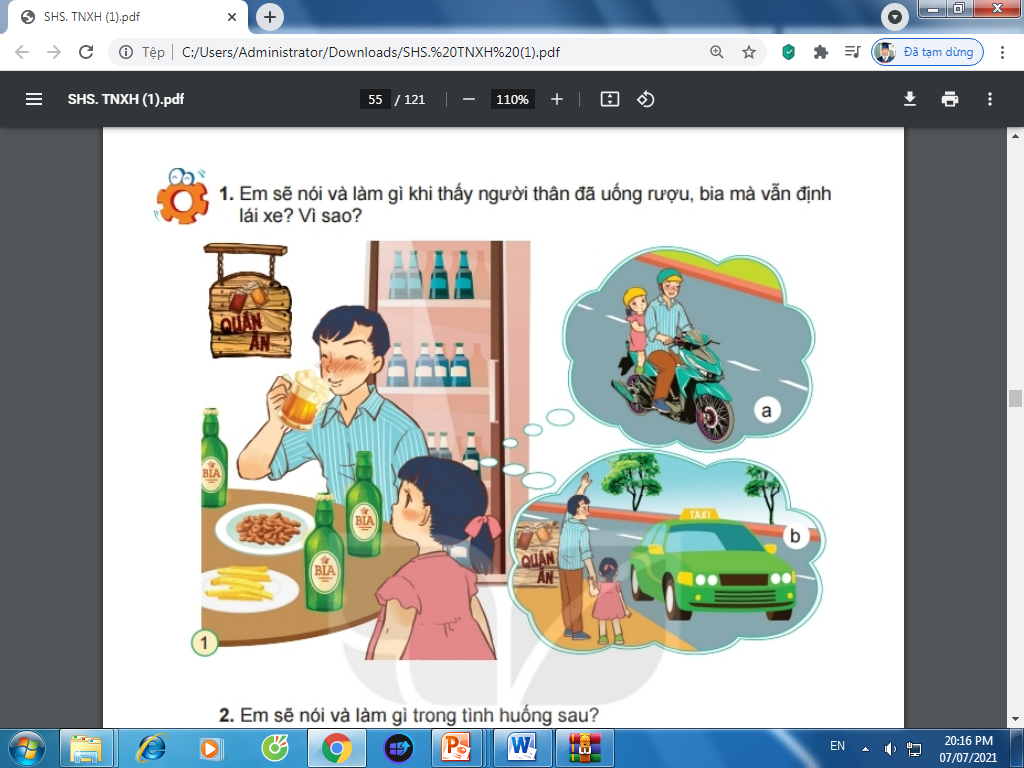 SHS. TNXH (1).pdf
Tệp
C:/Users/Administrator/Downloads/SHS.%20TNXH%20(1).pdf
Đã tạm dừng
SHS. TNXH (1).pdf
55 / 121
110%
1. Em sẽ nói và làm gì khi thấy người thân đã uống rượu, bia mà vẫn định
lái xe? Vì sao?
QUÁN
ĂN
a
TAXI
b
QUÁN
ĂN
BIA
BIA
BIA
1
2. Em sẽ nói và làm gì trong tình huống sau?
EN
20:16 PM
07/07/2021